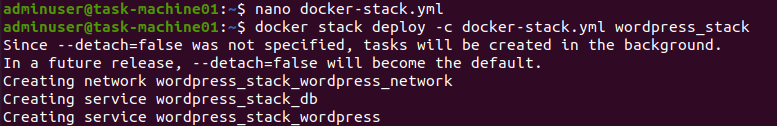 adminuser@task-machine01:~$ nano docker-stack.yml
adminuser@task-machine01:~$ docker stack deploy -c docker-stack.yml wordpress_stack
Since --detach=false was not specified, tasks will be created in the background.
In a future release, --detach=false will become the default.
Creating network wordpress_stack_wordpress_network
Creating service wordpress_stack_db
Creating service wordpress_stack_wordpress